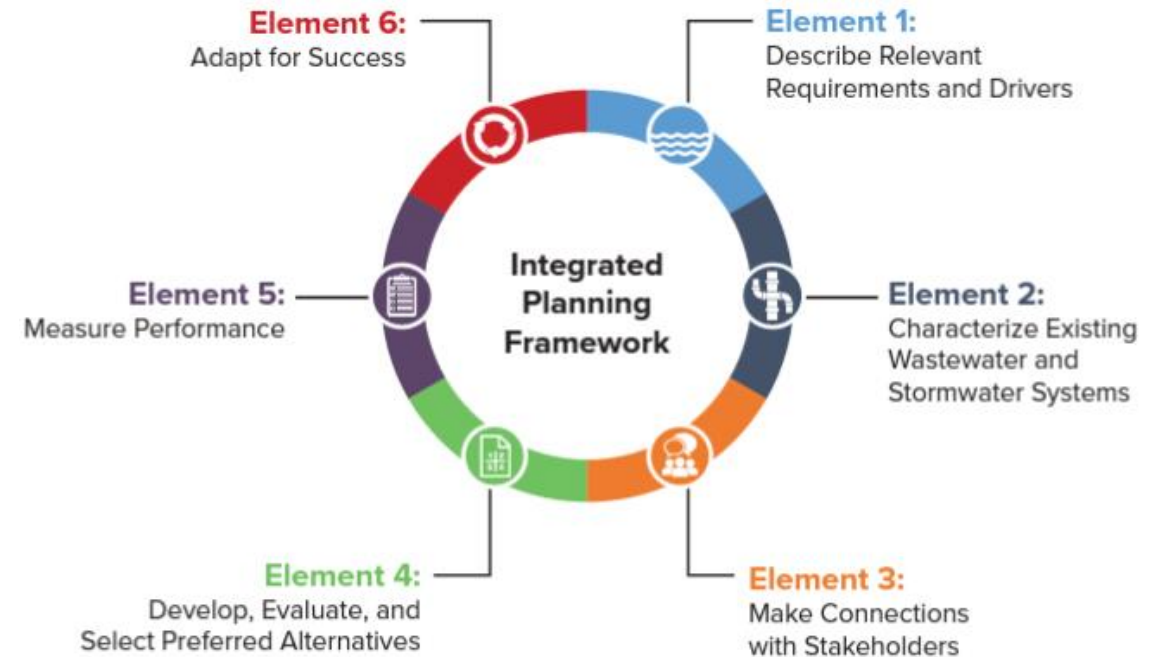 Element 6:
Adapt for Success
Element 1:
Describe Relevant
Requirements and Drivers
Integrated
Planning
Framework
Element 5:
Measure Performance
Element 2:
Characterize Existing
Wastewater and
Stormwater Systems
Element 4:
Develop, Evaluate, and
Select Preferred Alternatives
Element 3:
Make Connections
with Stakeholders